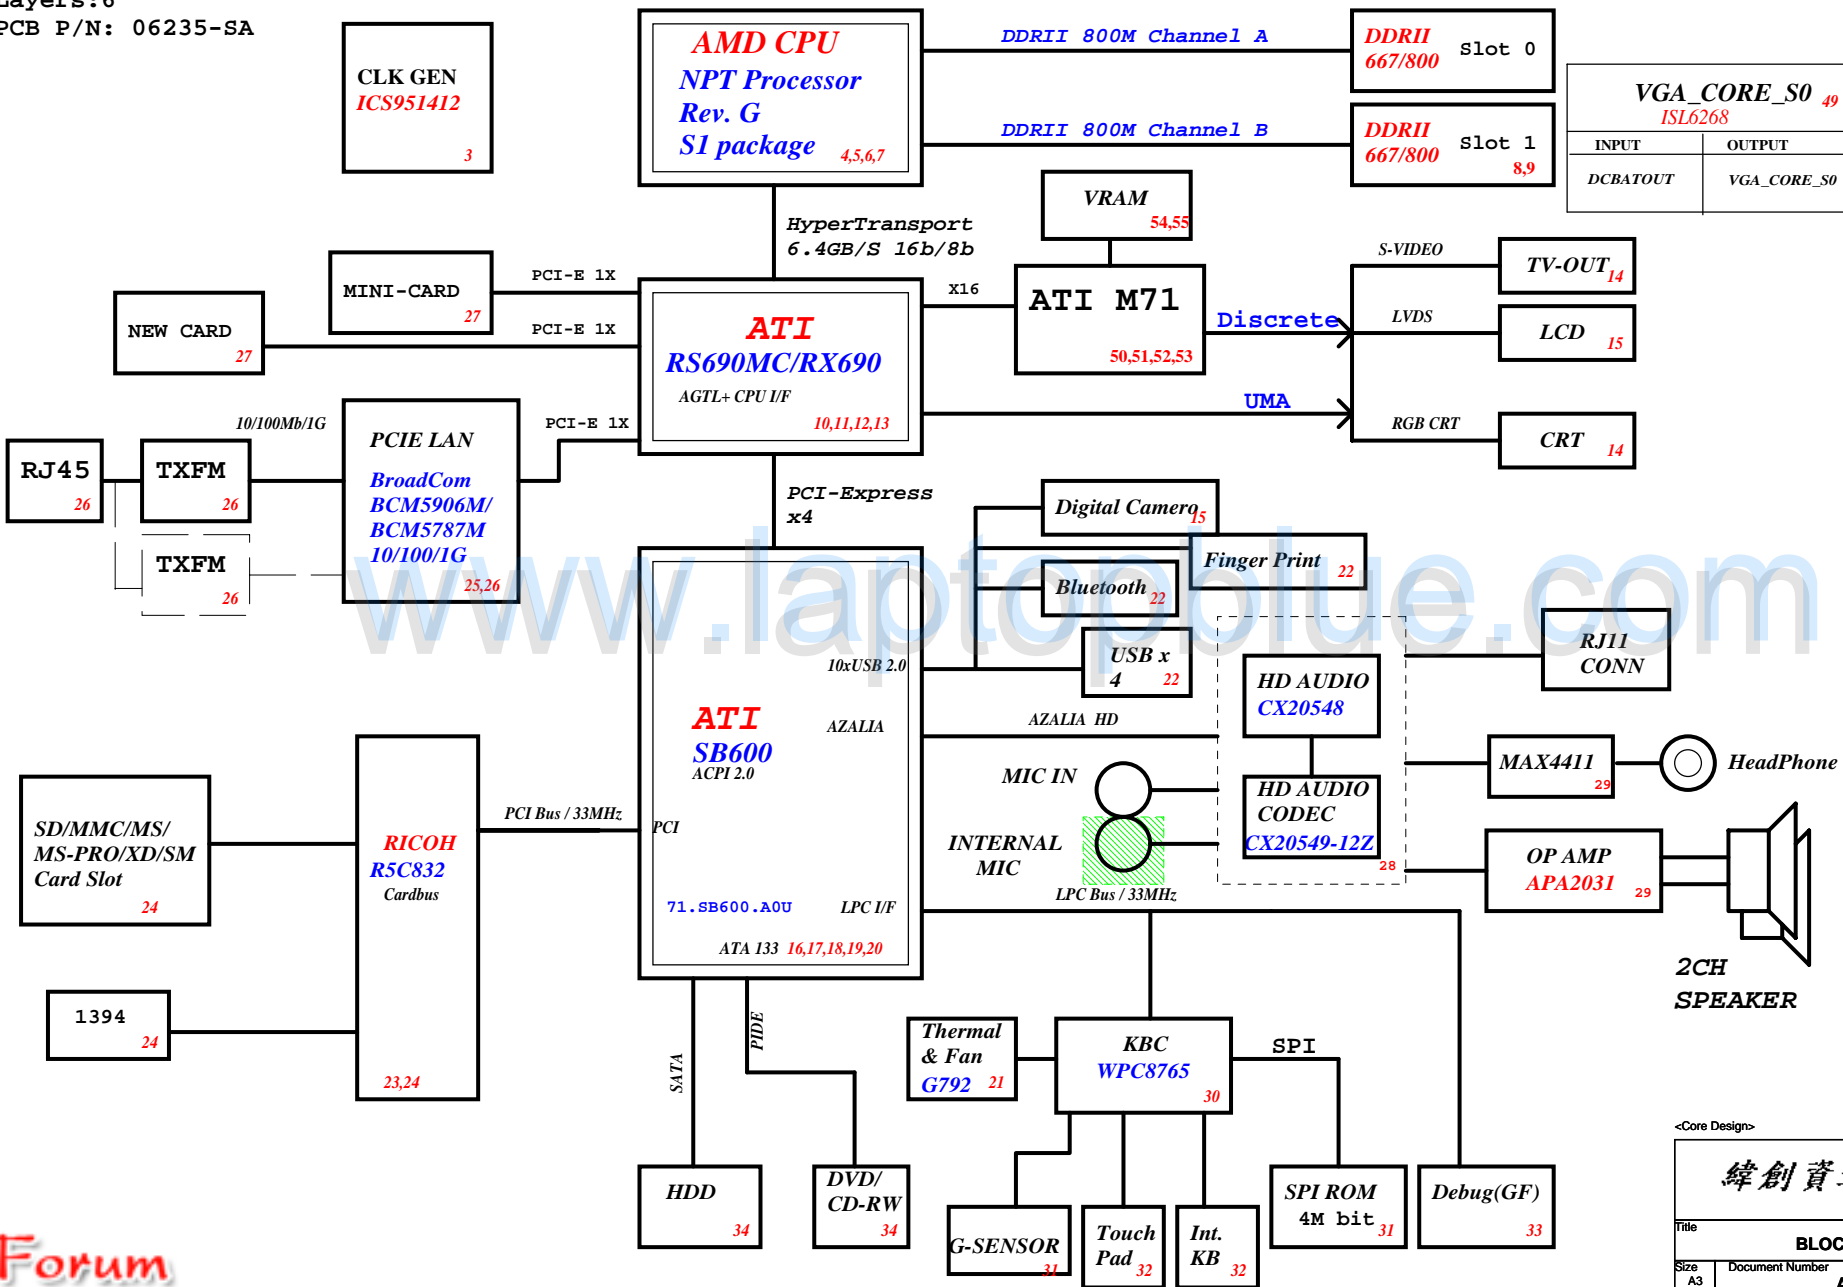 Layers:6
PCB P/N: 06235-SA
CLK GEN
ICS951412
3
AMD CPU
NPT Processor
Rev. G
S1 package
4,5,6,7
DDRII 800M Channel A
DDRII
667/800
Slot 0
DDRII 800M Channel B
DDRII
667/800
Slot 1
8,9
VGA_CORE_S0
49
ISL6268
INPUT
OUTPUT
DCBATOUT
VGA_CORE_S0
HyperTransport
6.4GB/S 16b/8b
VRAM
54,55
MINI-CARD
27
PCI-E 1X
NEW CARD
27
PCI-E 1X
ATI
RS690MC/RX690
AGTL+ CPU I/F
10,11,12,13
X16
ATI M71
50,51,52,53
Discrete
UMA
S-VIDEO
TV-OUT
14
LVDS
LCD
15
RGB CRT
CRT
14
RJ45
26
TXFM
26
TXFM
26
10/100Mb/1G
PCIE LAN
BroadCom
BCM5906M/
BCM5787M
10/100/1G
25,26
PCI-E 1X
PCI-Express
x4
Digital Camera
15
Finger Print
22
Bluetooth
22
USB x
4
22
www.laptopblue.com
10xUSB 2.0
ATI
SB600
ACPI 2.0
AZALIA
PCI
71.SB600.A0U
LPC I/F
ATA 133
16,17,18,19,20
AZALIA HD
HD AUDIO
CX20548
HD AUDIO
CODEC
CX20549-12Z
28
MIC IN
INTERNAL
MIC
RJ11
CONN
MAX4411
29
HeadPhone
OP AMP
APA2031
29
2CH
SPEAKER
SD/MMC/MS/
MS-PRO/XD/SM
Card Slot
24
1394
24
RICOH
R5C832
Cardbus
23,24
PCI Bus / 33MHz
LPC Bus / 33MHz
SATA
PIDE
Thermal
& Fan
G792
21
KBC
WPC8765
30
SPI
HDD
34
DVD/
CD-RW
34
G-SENSOR
31
Touch
Pad
32
Int.
KB
32
SPI ROM
4M bit
31
Debug(GF)
33
<Core Design>
緯創資
Title
BLOC
Size
A3
Document Number
Forum